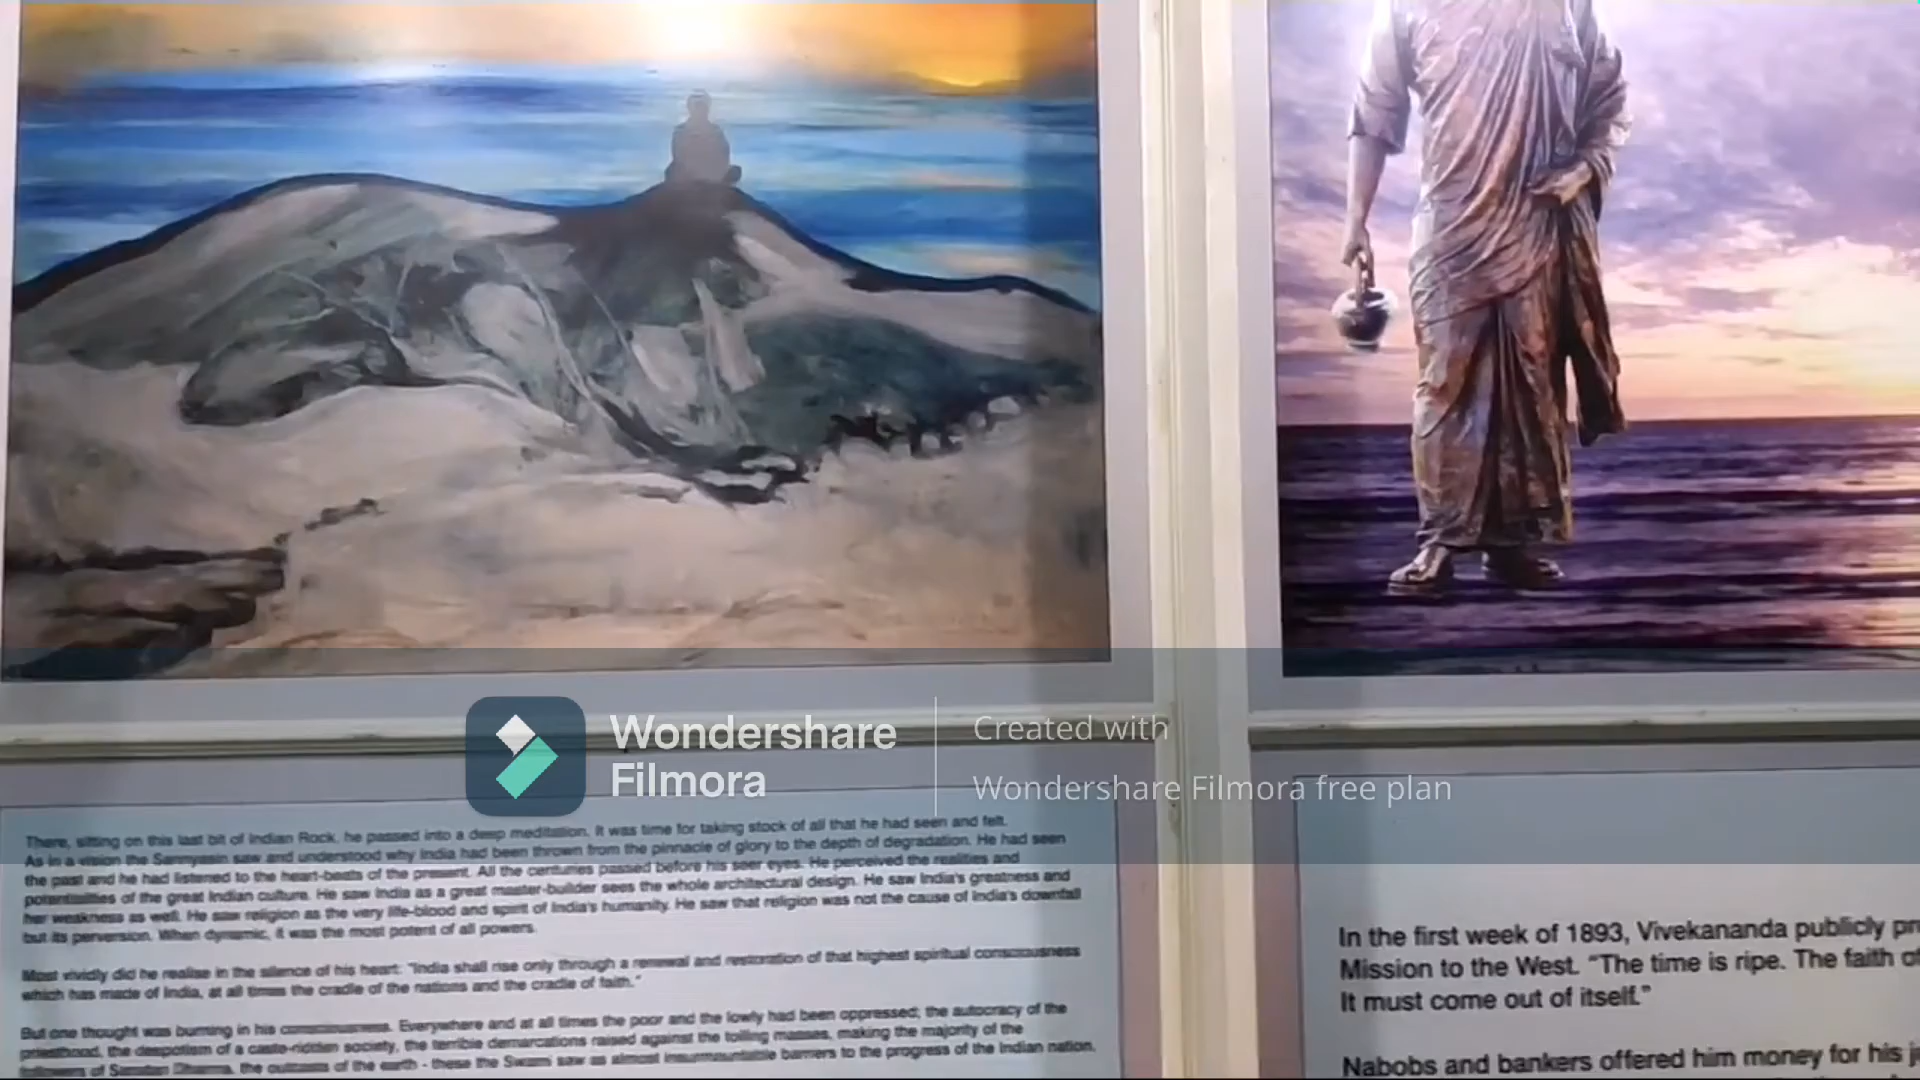 Wondershare
Filmora
Created with
Wondershare Filmora free plan
There, sitting on this last bit of Indian Rock, he passed into a deep meditation. It was time for taking stock of all that he had seen and felt.
As in a vision the Sannyasin saw and understood why India had been thrown from the pinnacle of glory to the depth of degradation. He had seen
the past and he had listened to the heart-beats of the present. All the centuries passed before his seer eyes. He perceived the realities and
potentialities of the great Indian culture. He saw India as a great master-builder sees the whole architectural design. He saw India's greatness and
her weakness as well. He saw religion as the very life-blood and spirit of India's humanity. He saw that religion was not the cause of India's downfall
but its perversion. When dynamic, it was the most potent of all powers.
Most vividly did he realise in the silence of his heart: "India shall rise only through a renewal and restoration of that highest spiritual consciousness
which has made of India, at all times the cradle of the nations and the cradle of faith."
But one thought was burning in his consciousness. Everywhere and at all times the poor and the lowly had been oppressed; the autocracy of the
priesthood, the despotism of a caste-ridden society, the terrible demarcations raised against the toiling masses, making the majority of the
followers of Sanatan Dharma, the outcasts of the earth - these the Swami saw as almost insurmountable barriers to the progress of the Indian nation.
In the first week of 1893, Vivekananda publicly
Mission to the West. "The time is ripe. The faith
It must come out of itself."
Nabobs and bankers offered him money for his